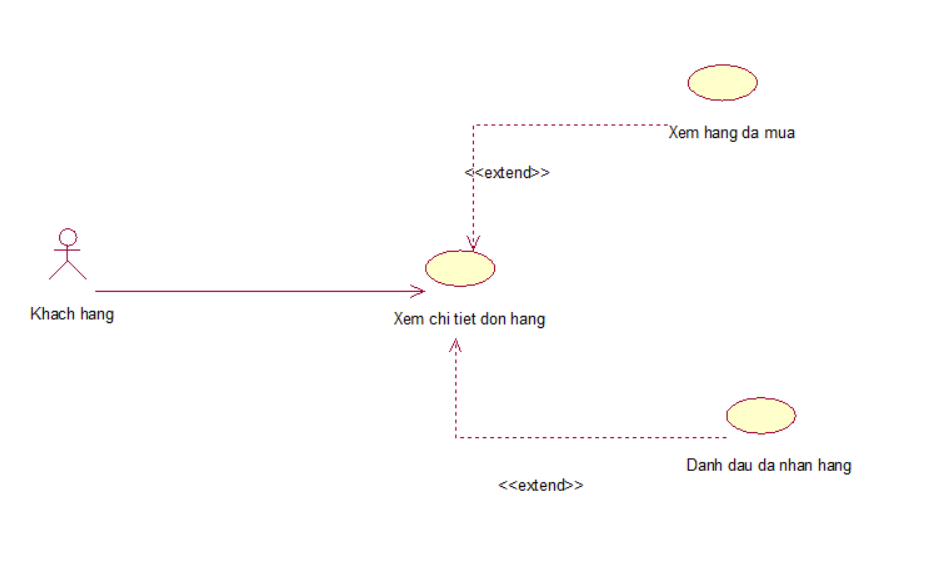 Xem hang da mua
<<extend>>
Khach hang
Xem chi tiet don hang
Danh dau da nhan hang
<<extend>>